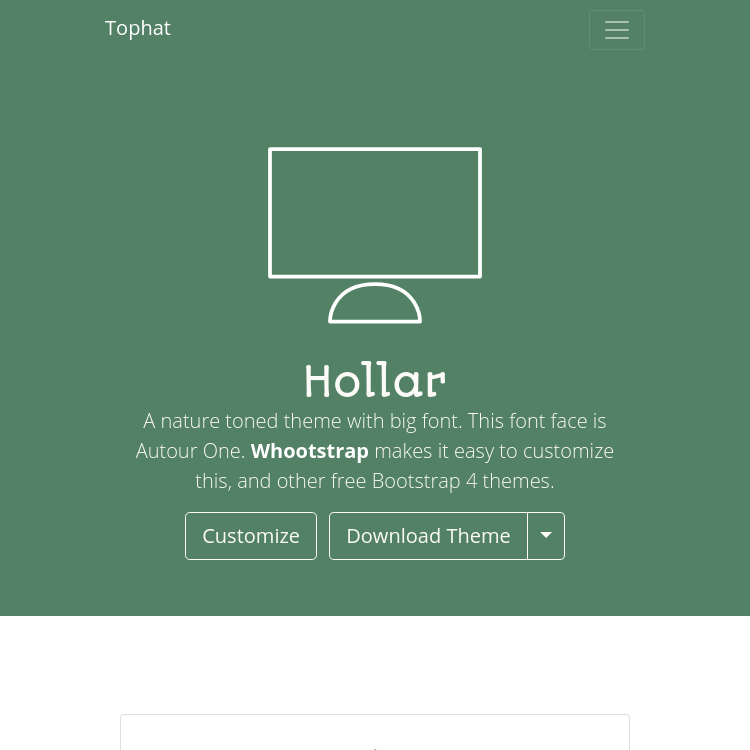 Tophat
Hollar
A nature toned theme with big font. This font face is
Autour One. Whootstrap makes it easy to customize
this, and other free Bootstrap 4 themes.
Customize
Download Theme